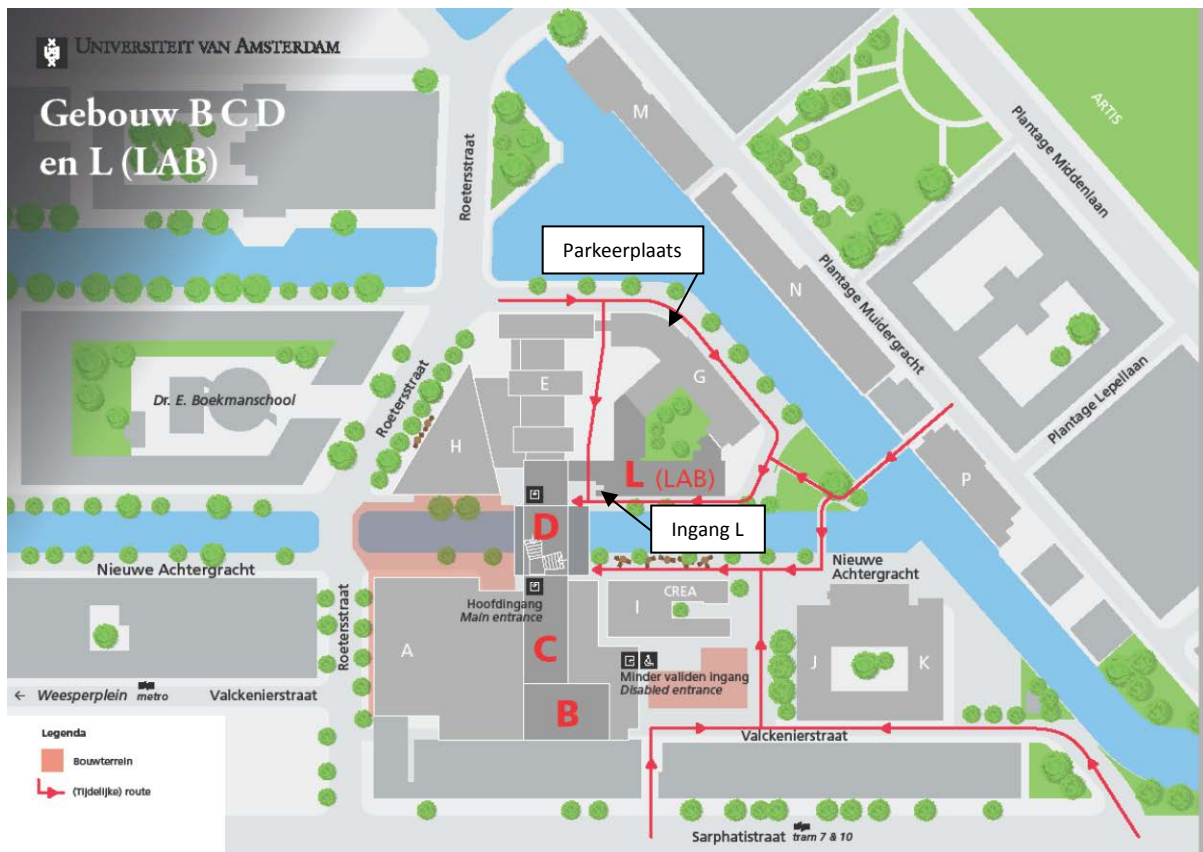 UNIVERSITEIT VAN AMSTERDAM
Gebouw B C D
en L (LAB)
Roetersstraat
M
ARTIS
Plantage Middenlaan
Parkeerplaats
N
Plantage Muidergracht
Plantage Lepellaan
G
E
Roetersstraat
Dr. E. Boekmanschool
H
L (LAB)
P
D
Ingang L
Nieuwe Achtergracht
Nieuwe
Achtergracht
Hoofdingang
Main entrance
CREA
I
Roetersstraat
A
C
Minder validen ingang
Disabled entrance
J
K
← Weesperplein metro
Valckenierstraat
B
Valckenierstraat
Legenda
Bouwterrein
(Tijdelijke) route
Sarphatistraat tram 7 & 10